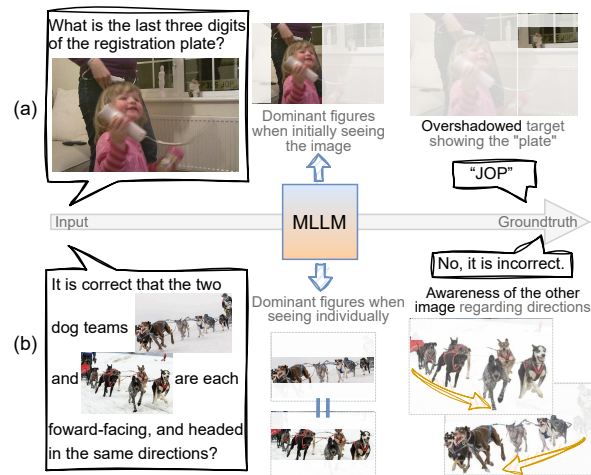 What is the last three digits
of the registration plate?
(a)
Dominant figures
when initially seeing
the image
Overshadowed target
showing the "plate"
“JOP”
Input
MLLM
Groundtruth
No, it is incorrect.
It is correct that the two
dog teams
and
are each
foward-facing, and headed
in the same directions?
(b)
Dominant figures when
seeing individually
Awareness of the other
image regarding directions